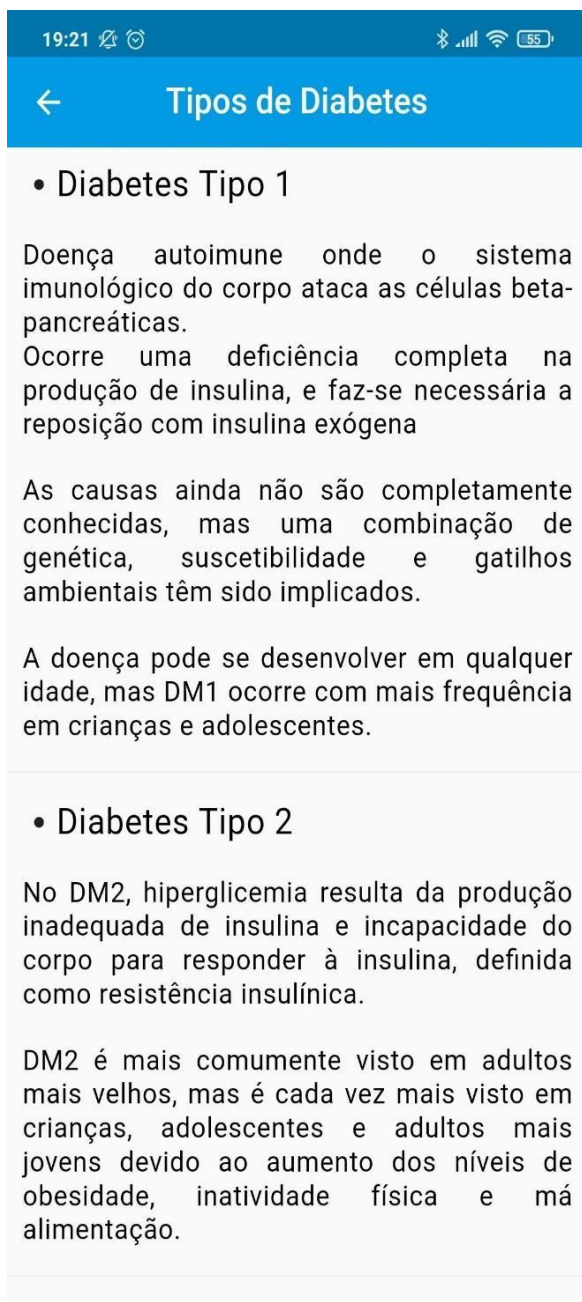 19:21
55
Tipos de Diabetes
• Diabetes Tipo 1
Doença autoimune onde o sistema
imunológico do corpo ataca as células beta-
pancreáticas.
Ocorre uma deficiência completa na
produção de insulina, e faz-se necessária a
reposição com insulina exógena
As causas ainda não são completamente
conhecidas, mas uma combinação de
genética, suscetibilidade e gatilhos
ambientais têm sido implicados.
A doença pode se desenvolver em qualquer
idade, mas DM1 ocorre com mais frequência
em crianças e adolescentes.
• Diabetes Tipo 2
No DM2, hiperglicemia resulta da produção
inadequada de insulina e incapacidade do
corpo para responder à insulina, definida
como resistência insulínica.
DM2 é mais comumente visto em adultos
mais velhos, mas é cada vez mais visto em
crianças, adolescentes e adultos mais
jovens devido ao aumento dos níveis de
obesidade, inatividade física e má
alimentação.